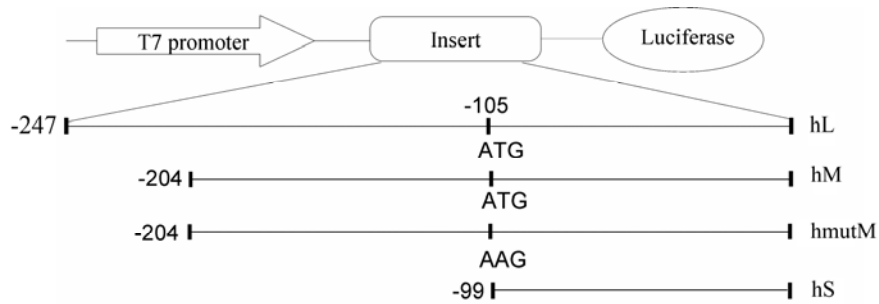 T7 promoter Insert Luciferase
-105
-247 hL
ATG
-204 hM
ATG
-204 hmutM
AAG
-99 hS